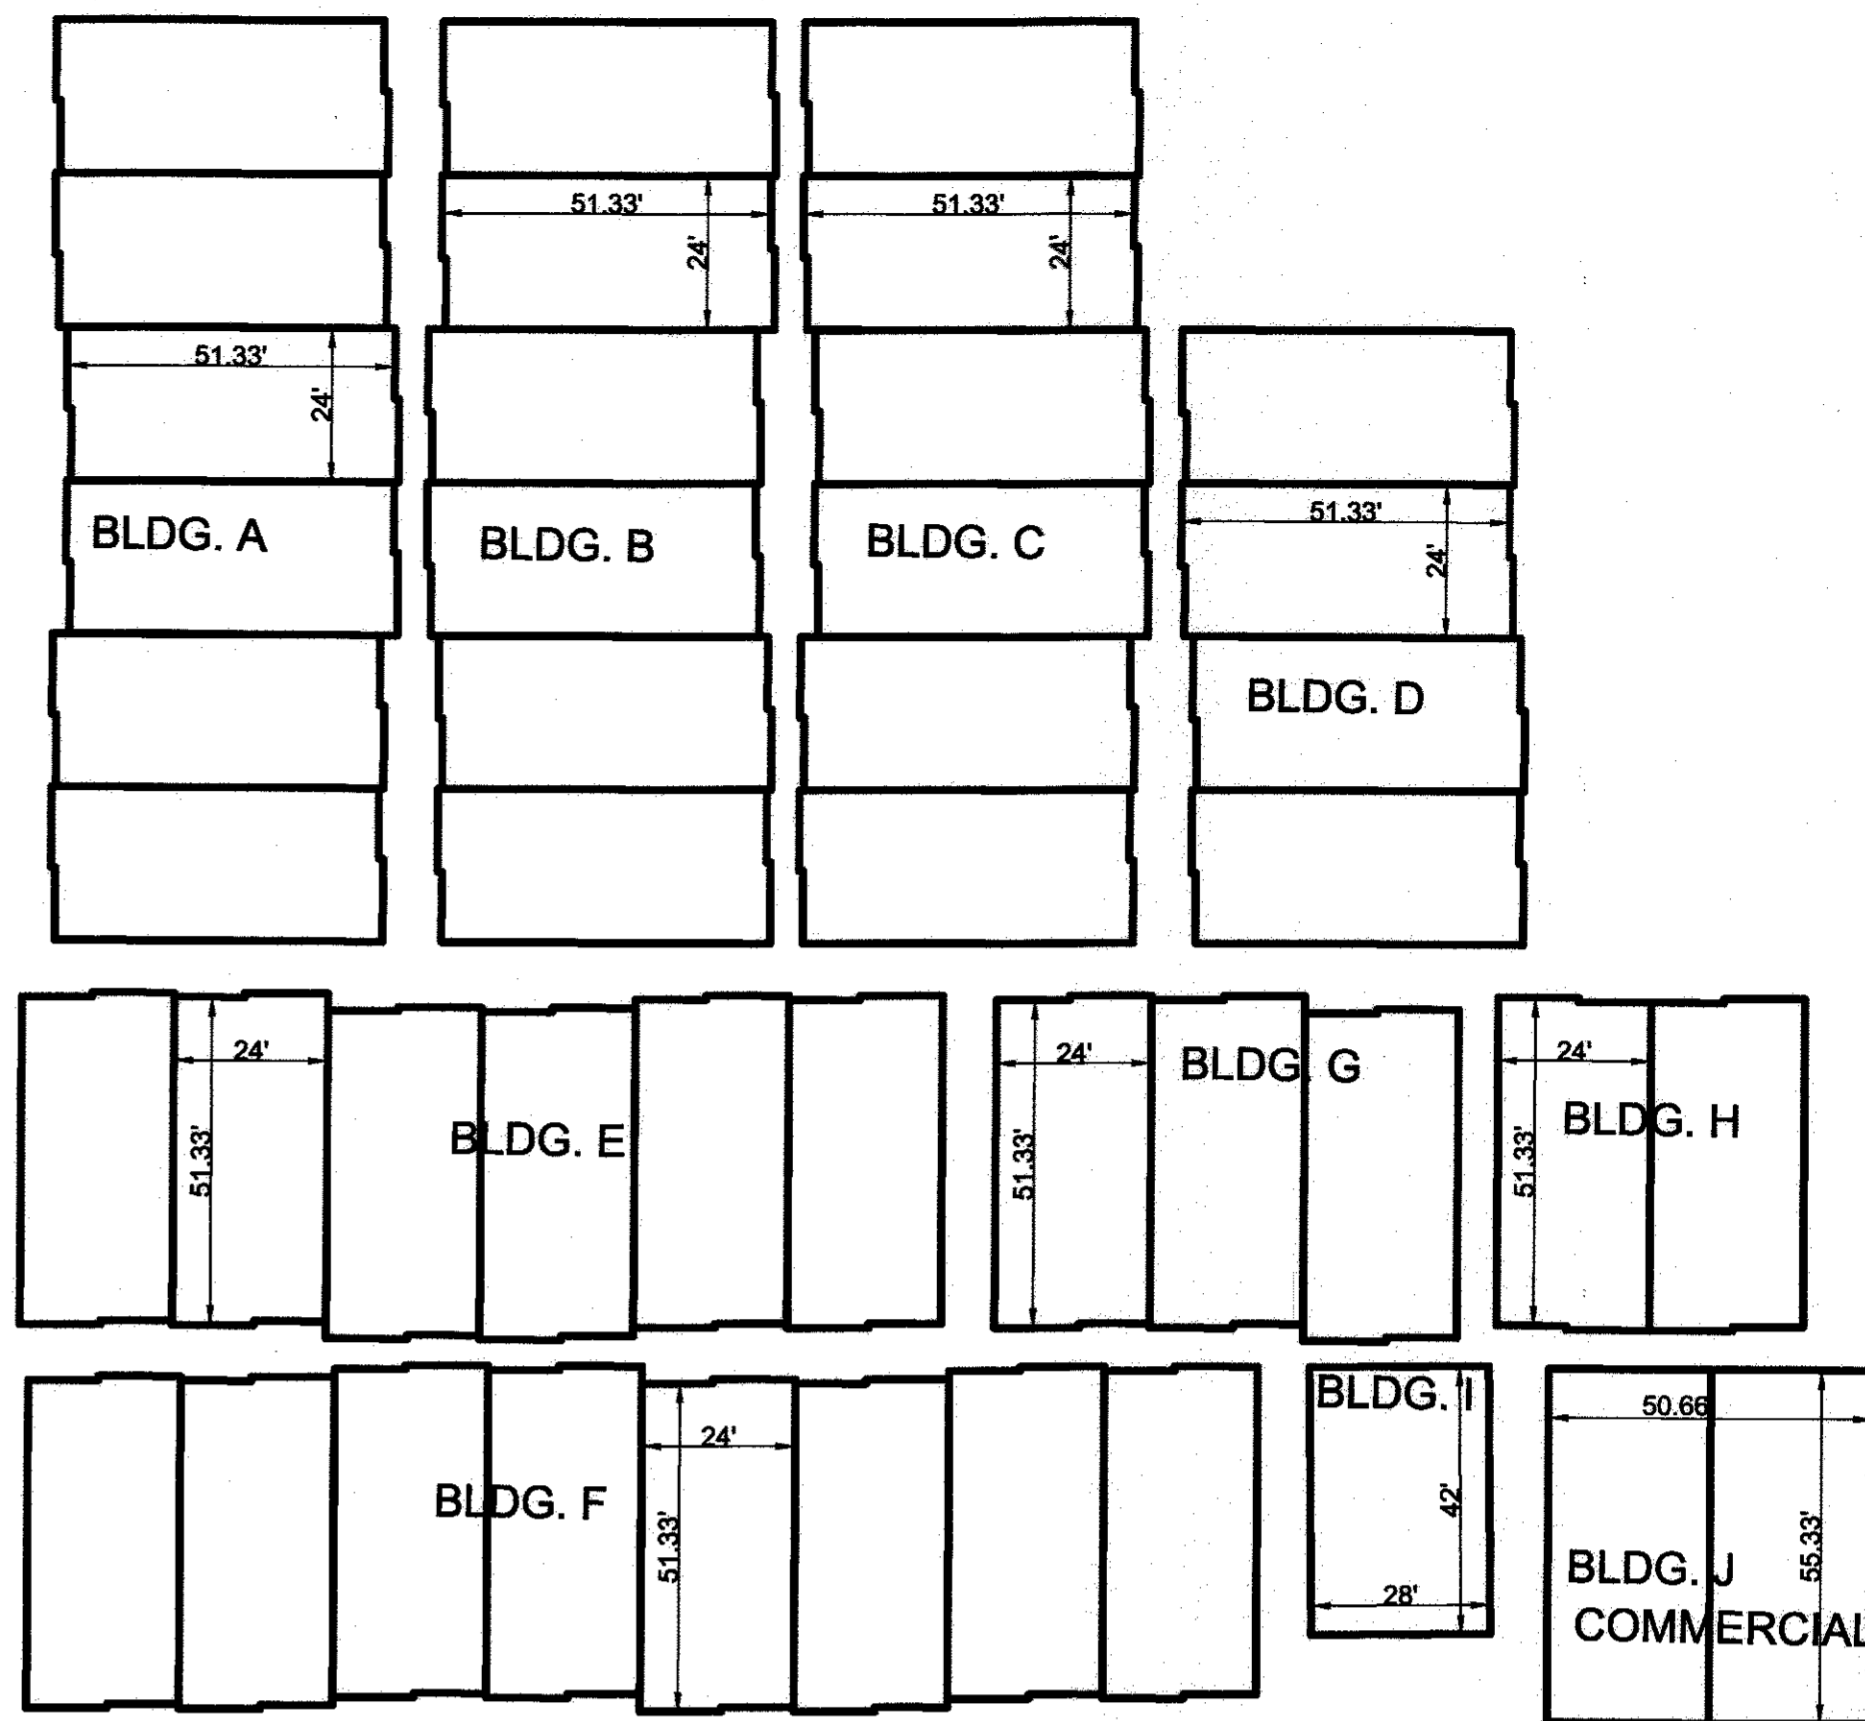 51.33'
24'
51.33'
24'
51.33'
24'
BLDG. A
BLDG. B
BLDG. C
51.33'
24'
BLDG. D
24'
51.33'
BLDG. E
24'
51.33'
BLDG. G
24'
51.33'
BLDG. H
24'
51.33'
BLDG. F
BLDG. I
42'
28'
50.66
55.33'
BLDG. J
COMMERCIAL